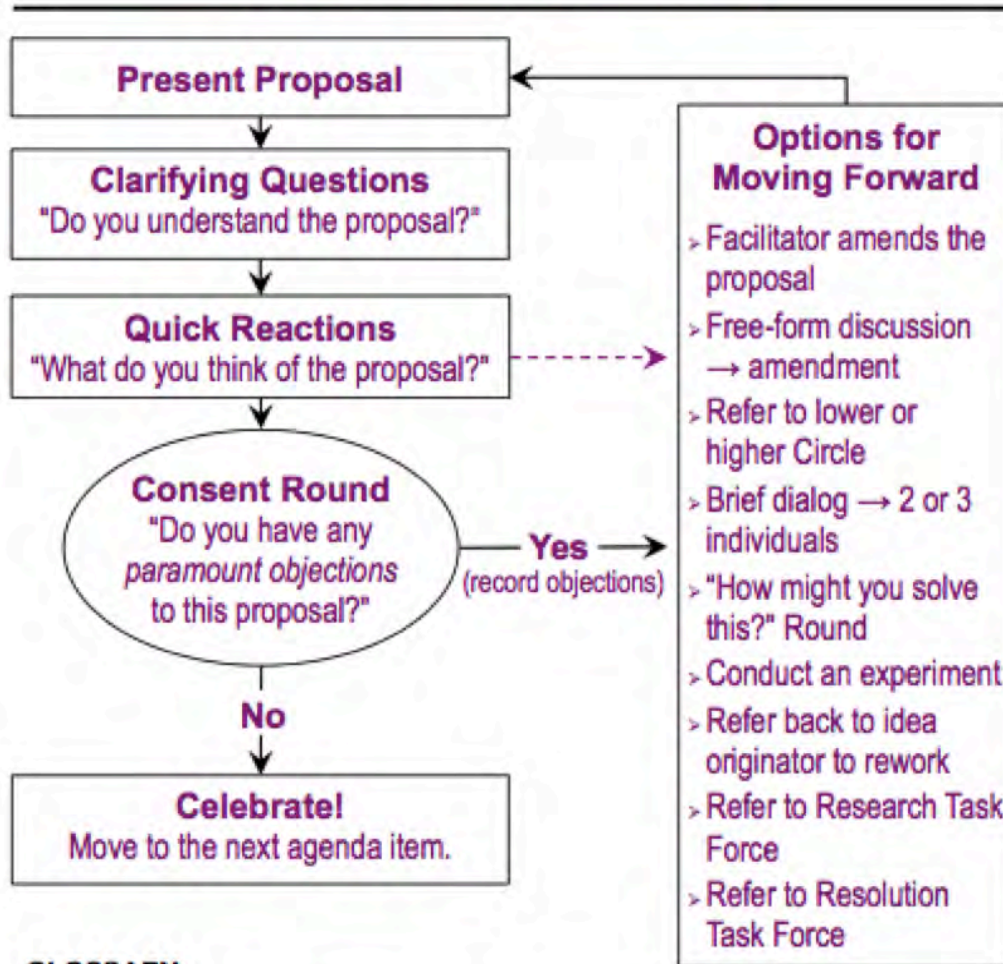 Present Proposal
Clarifying Questions
"Do you understand the proposal?"
Quick Reactions
"What do you think of the proposal?"
Consent Round
"Do you have any
paramount objections
to this proposal?"
Yes
(record objections)
No
Celebrate!
Move to the next agenda item.
Options for
Moving Forward
➢ Facilitator amends the
proposal
➢ Free-form discussion
→ amendment
➢ Refer to lower or
higher Circle
➢ Brief dialog → 2 or 3
individuals
➢ "How might you solve
this?" Round
➢ Conduct an experiment
➢ Refer back to idea
originator to rework
➢ Refer to Research Task
Force
➢ Refer to Resolution
Task Force